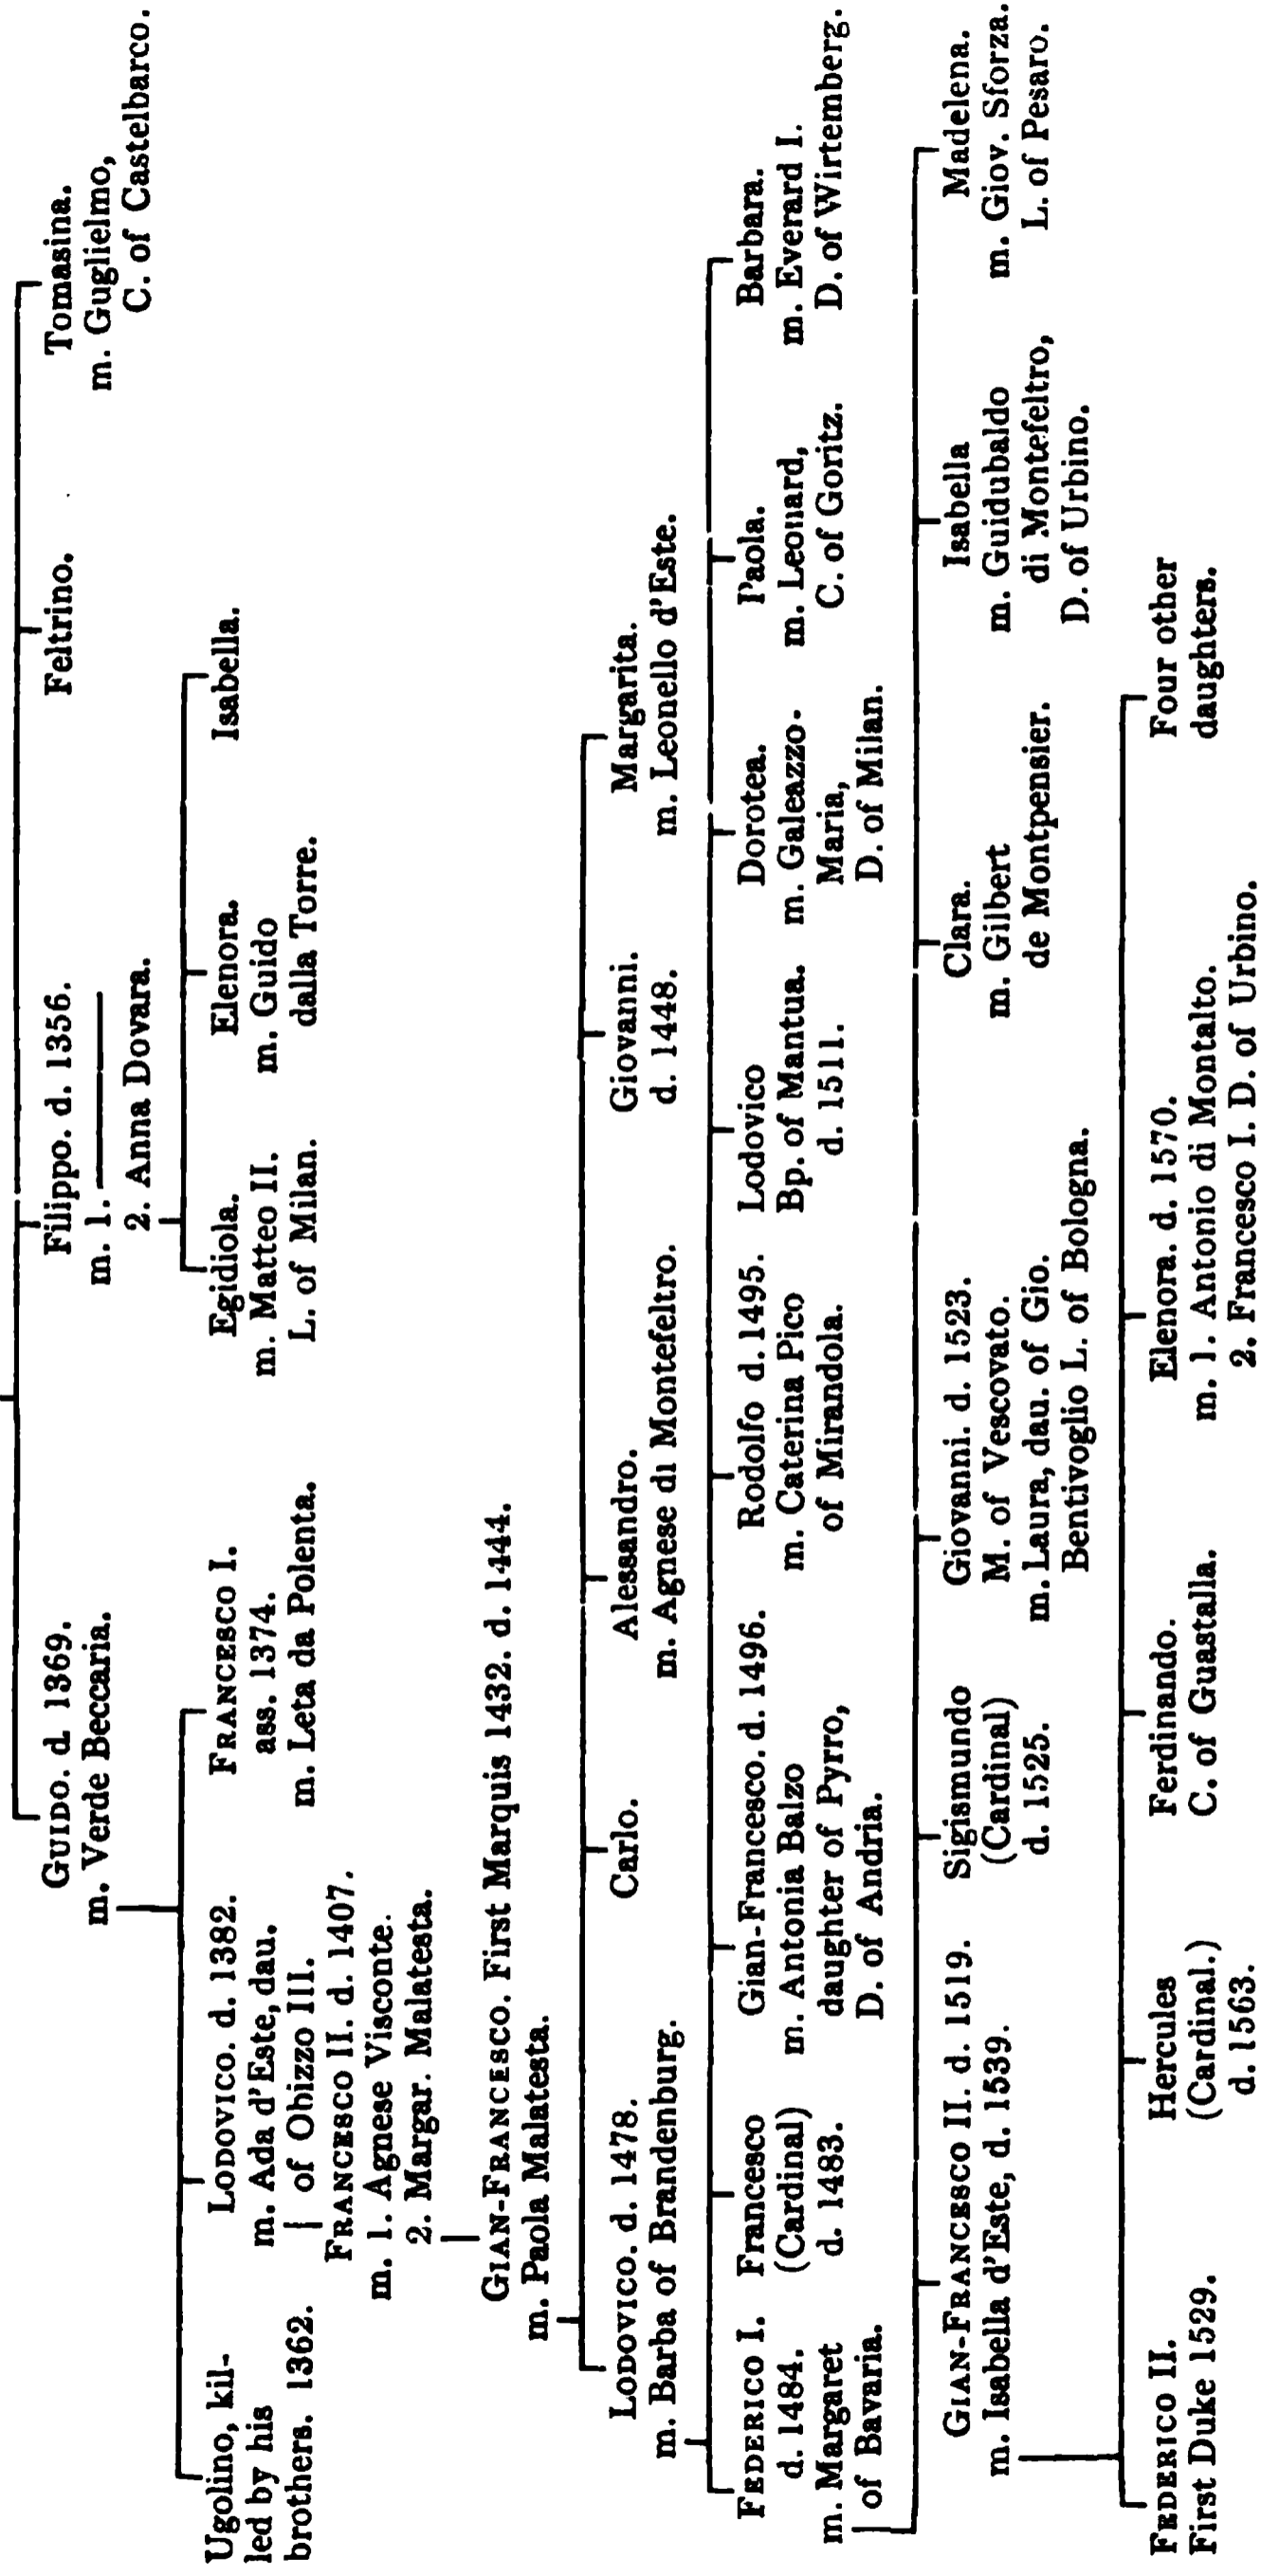 GUIDO. d. 1369.
m. Verde Beccaria.
Filippo. d. 1356.
m. 1. ———
2. Anna Dovara.
Feltrino.
Tomasina.
m. Guglielmo,
C. of Castelbarco.
Ugolino, kil-
led by his
brothers. 1362.
LODOVICO. d. 1382.
m. Ada d'Este, dau.
of Obizzo III.
FRANCESCO I.
ass. 1374.
m. Leta da Polenta.
Egidiola.
m. Matteo II.
L. of Milan.
Elenora.
m. Guido
dalla Torre.
Isabella.
FRANCESCO II. d. 1407.
m. 1. Agnese Visconte.
2. Margar. Malatesta.
GIAN-FRANCESCO. First Marquis 1432. d. 1444.
m. Paola Malatesta.
LODOVICO. d. 1478.
m. Barba of Brandenburg.
Carlo.
Alessandro.
m. Agnese di Montefeltro.
Giovanni.
d. 1448.
Margarita.
m. Leonello d'Este.
FEDERICO I.
d. 1484.
m. Margaret
of Bavaria.
Francesco
(Cardinal)
d. 1483.
Gian-Francesco. d. 1496.
m. Antonia Balzo
daughter of Pyrro,
D. of Andria.
Rodolfo d. 1495.
m. Caterina Pico
of Mirandola.
Lodovico
Bp. of Mantua.
d. 1511.
Dorotea.
m. Galeazzo-
Maria,
D. of Milan.
Paola.
m. Leonard,
C. of Goritz.
Barbara.
m. Everard I.
D. of Wirtemberg.
GIAN-FRANCESCO II. d. 1519.
m. Isabella d'Este, d. 1539.
Sigismundo
(Cardinal)
d. 1525.
Giovanni. d. 1523.
M. of Vescovato.
m. Laura, dau. of Gio.
Bentivoglio L. of Bologna.
Clara.
m. Gilbert
de Montpensier.
Isabella
m. Guidubaldo
di Montefeltro,
D. of Urbino.
Madelena.
m. Giov. Sforza.
L. of Pesaro.
FEDERICO II.
First Duke 1529.
Hercules
(Cardinal.)
d. 1563.
Ferdinando.
C. of Guastalla.
Elenora. d. 1570.
m. 1. Antonio di Montalto.
2. Francesco I. D. of Urbino.
Four other
daughters.